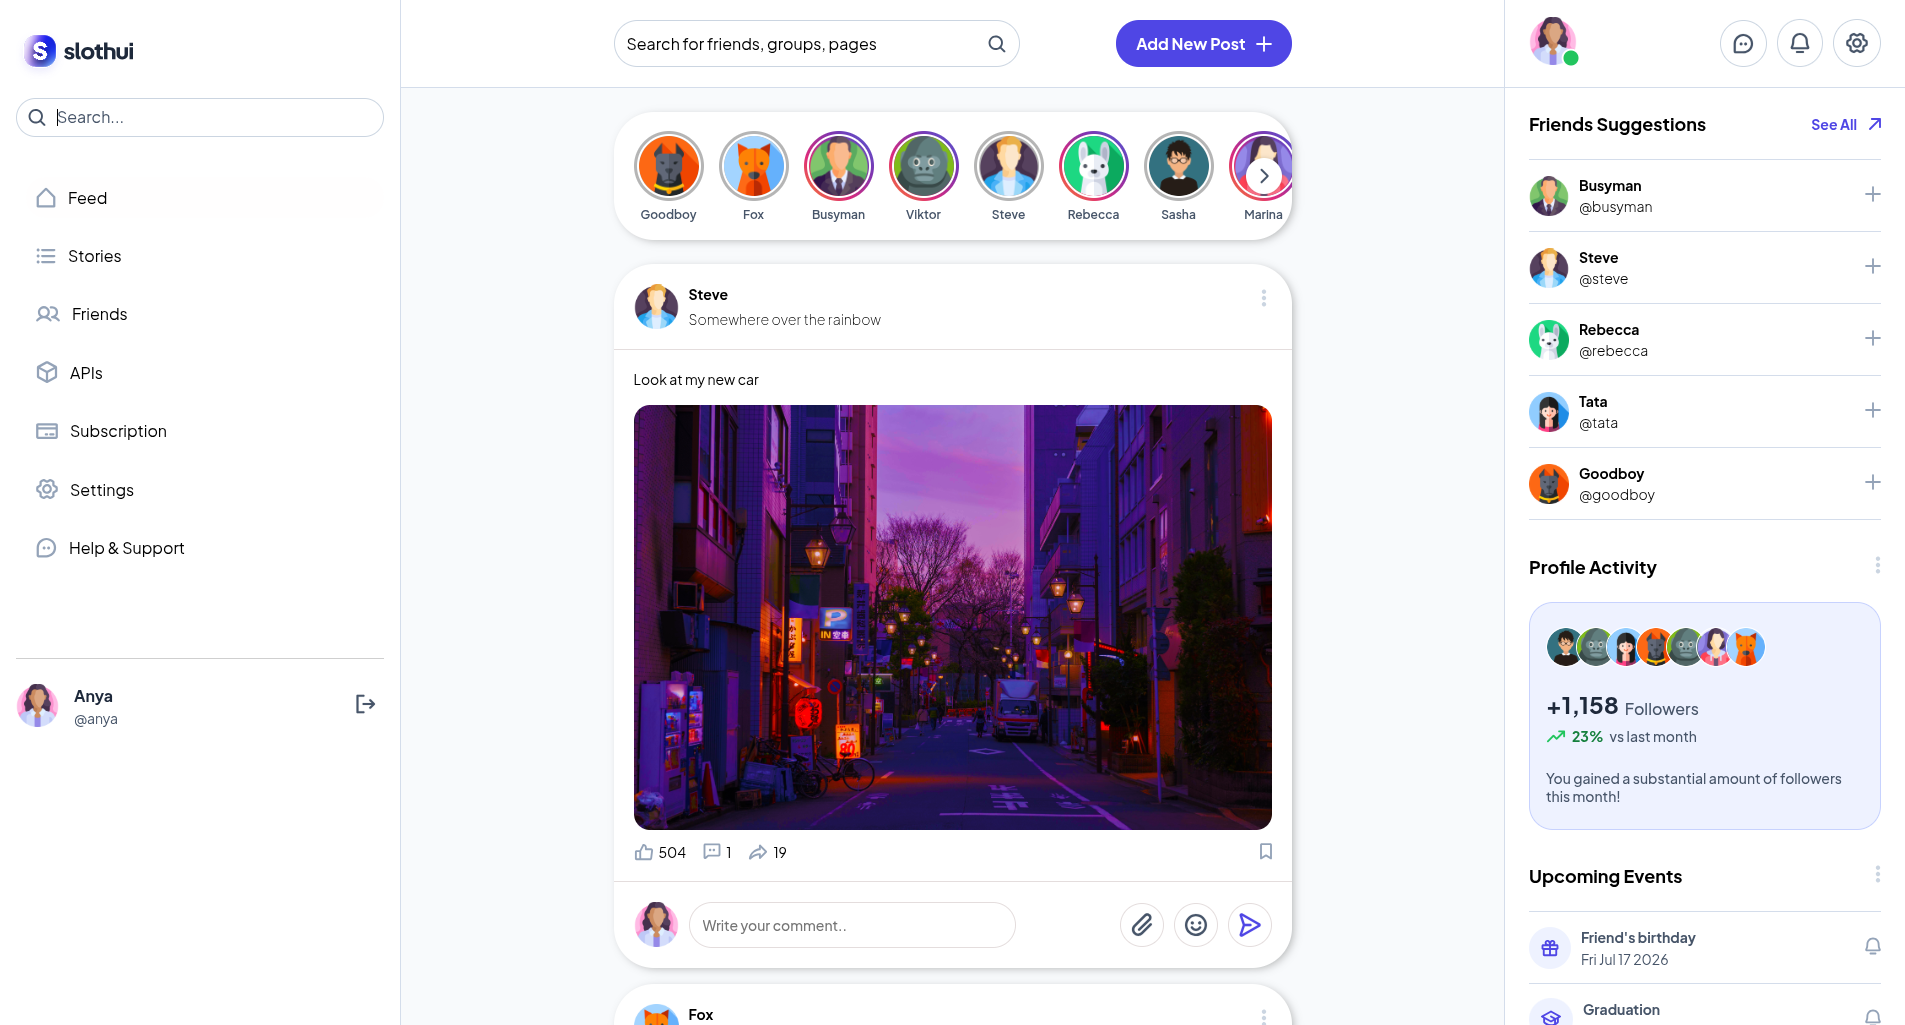 slothui
Search...
Feed
Stories
Friends
APIs
Subscription
Settings
Help & Support
Anya
@anya
Search for friends, groups, pages
Add New Post
Goodboy
Fox
Busyman
Viktor
Steve
Rebecca
Sasha
Marina
Steve
Somewhere over the rainbow
Look at my new car
P
IN 空車
80
504
1
19
Write your comment..
Fox
Friends Suggestions
See All
Busyman
@busyman
Steve
@steve
Rebecca
@rebecca
Tata
@tata
Goodboy
@goodboy
Profile Activity
+1,158 Followers
23% vs last month
You gained a substantial amount of followers
this month!
Upcoming Events
Friend's birthday
Fri Jul 17 2026
Graduation